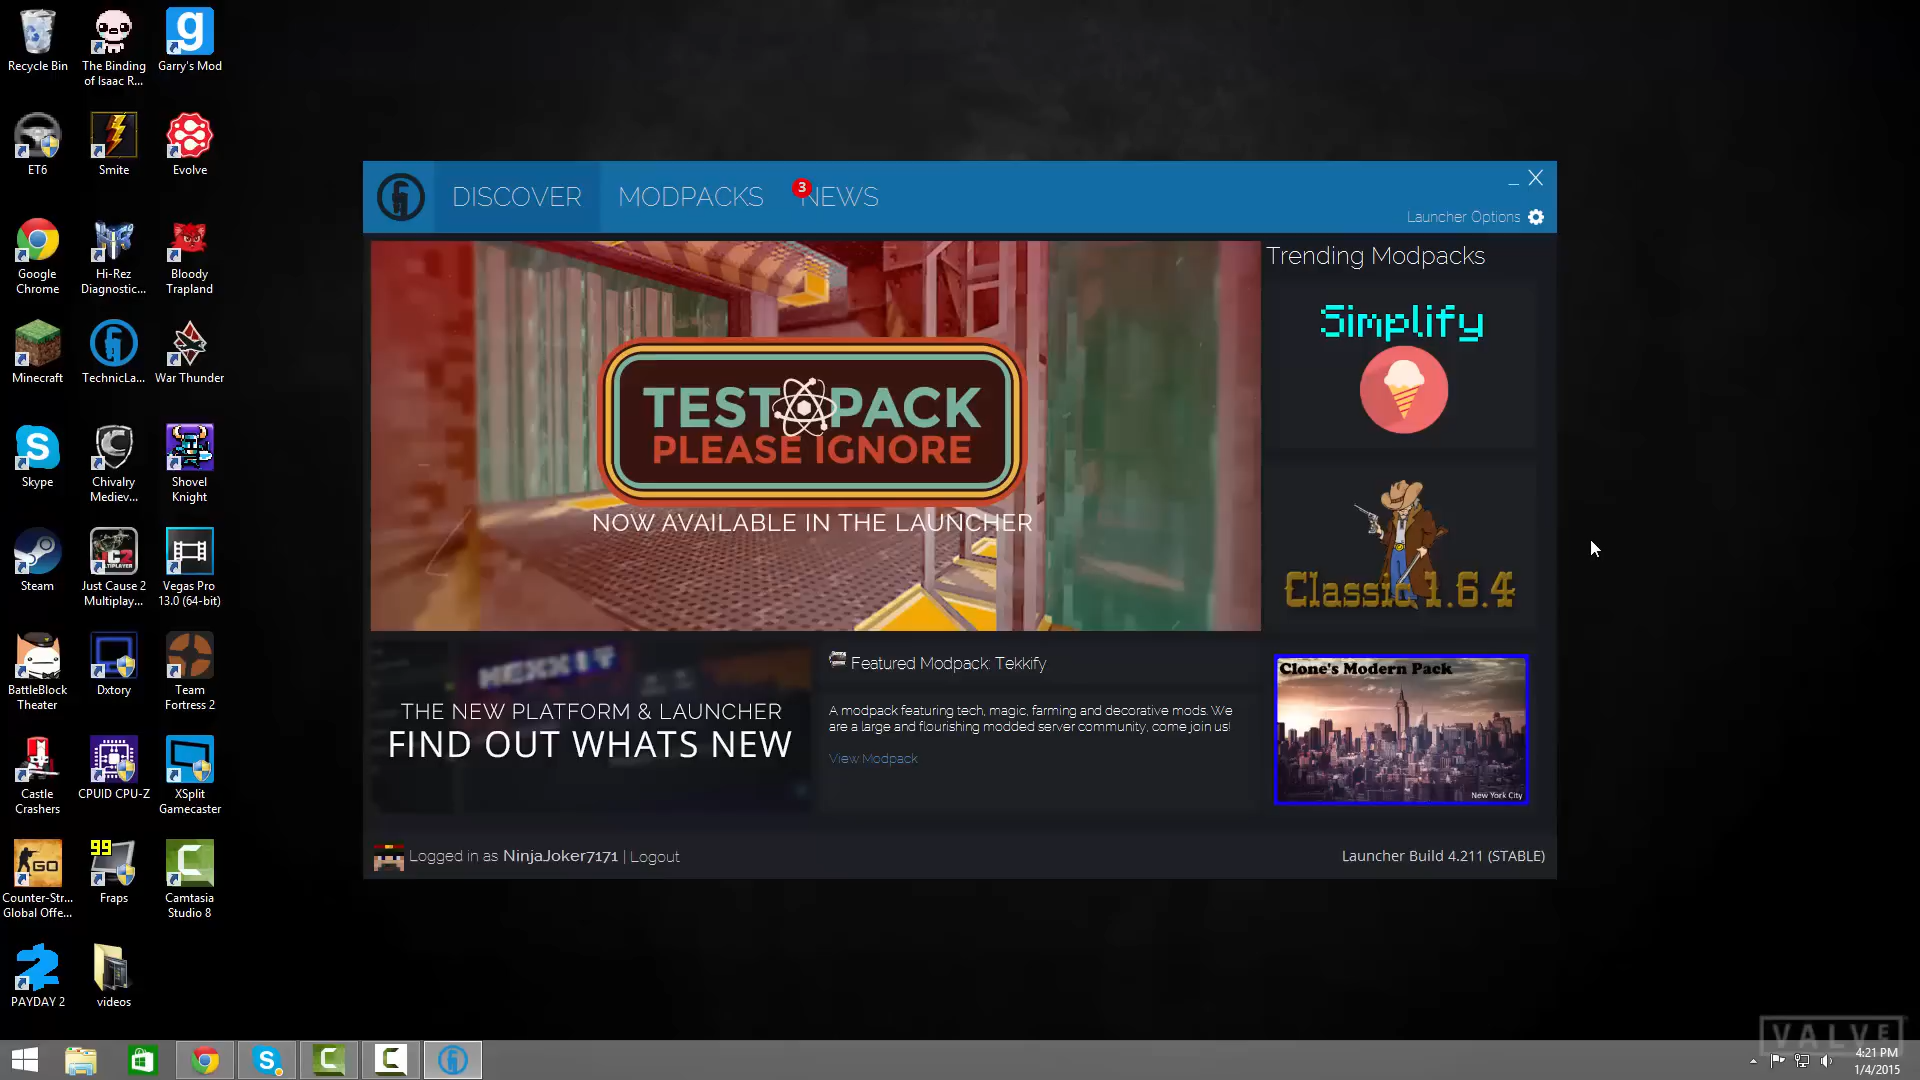 Recycle Bin
The Binding
of Isaac R...
Garry's Mod
ET6
Smite
Evolve
Google
Chrome
Hi-Rez
Diagnostic...
Bloody
Trapland
Minecraft
TechnicLa...
War Thunder
Skype
Chivalry
Mediev...
Shovel
Knight
Steam
Just Cause 2
Multiplay...
Vegas Pro
13.0 (64-bit)
BattleBlock
Theater
Dxtory
Team
Fortress 2
Castle
Crashers
CPUID CPU-Z
XSplit
Gamecaster
GO
99
Counter-Str...
Global Offe...
Fraps
Camtasia
Studio 8
PAYDAY 2
videos
DISCOVER
MODPACKS
3
NEWS
Launcher Options
TEST PACK
PLEASE IGNORE
NOW AVAILABLE IN THE LAUNCHER
Trending Modpacks
Simplify
Classic 1.6.4
Clone's Modern Pack
New York City
HEXXIT
THE NEW PLATFORM & LAUNCHER
FIND OUT WHATS NEW
Featured Modpack: Tekkify
A modpack featuring tech, magic, farming and decorative mods. We
are a large and flourishing modded server community, come join us!
View Modpack
Logged in as NinjaJoker7171 | Logout
Launcher Build 4.211 (STABLE)
VALVE
4:21 PM
1/4/2015